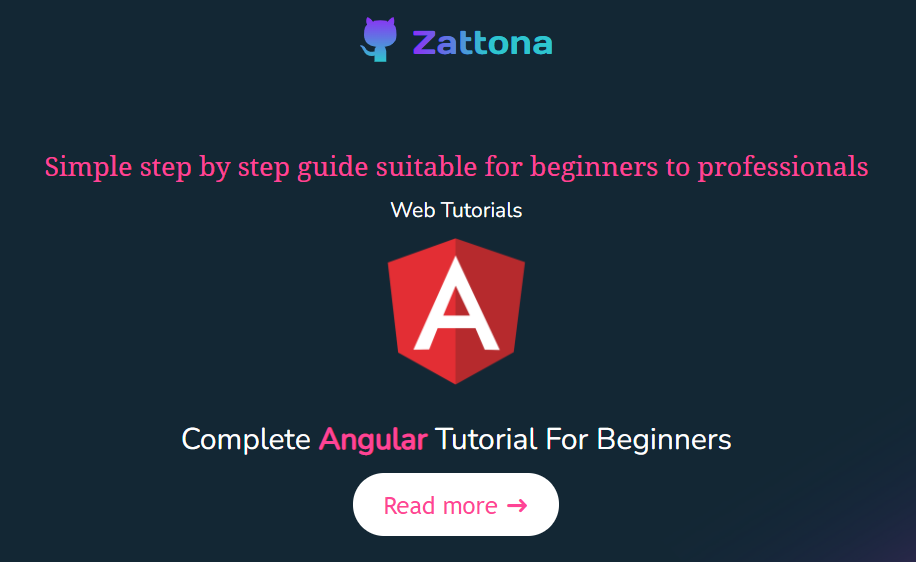 Zattona
Simple step by step guide suitable for beginners to professionals
Web Tutorials
A
Complete Angular Tutorial For Beginners
Read more →